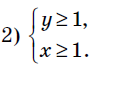 2) { y ≥ 1,
x ≥ 1.